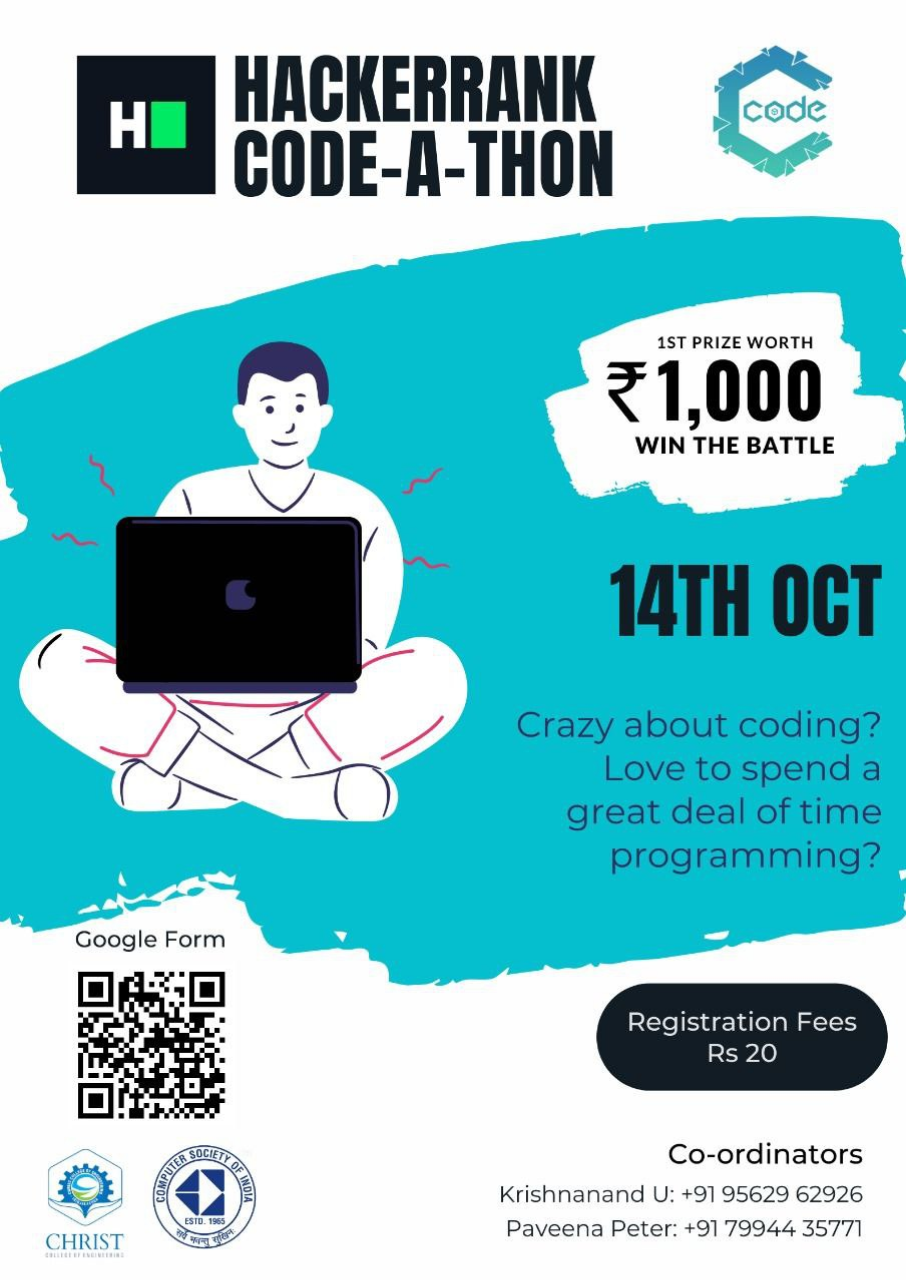 HACKERRANK
CODE-A-THON
code
1ST PRIZE WORTH
₹1,000
WIN THE BATTLE
14TH OCT
Crazy about coding?
Love to spend a
great deal of time
programming?
Google Form
Registration Fees
Rs 20
Co-ordinators
Krishnanand U: +91 95629 62926
Paveena Peter: +91 79944 35771
CHRIST
COLLEGE OF ENGINEERING
COMPUTER SOCIETY OF INDIA
ESTD. 1965
सर्वे भवन्तु सुखिनः